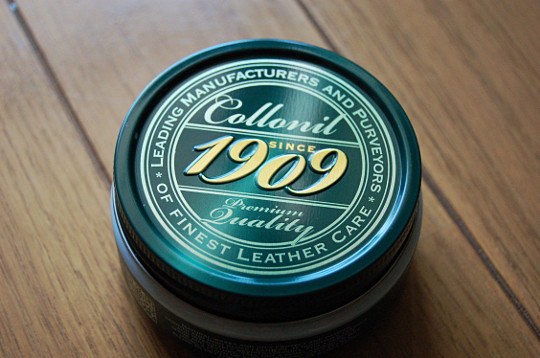 * LEADING MANUFACTURERS AND PURVEYORS *
OF FINEST LEATHER CARE
Collonil
SINCE
1909
Premium
Quality